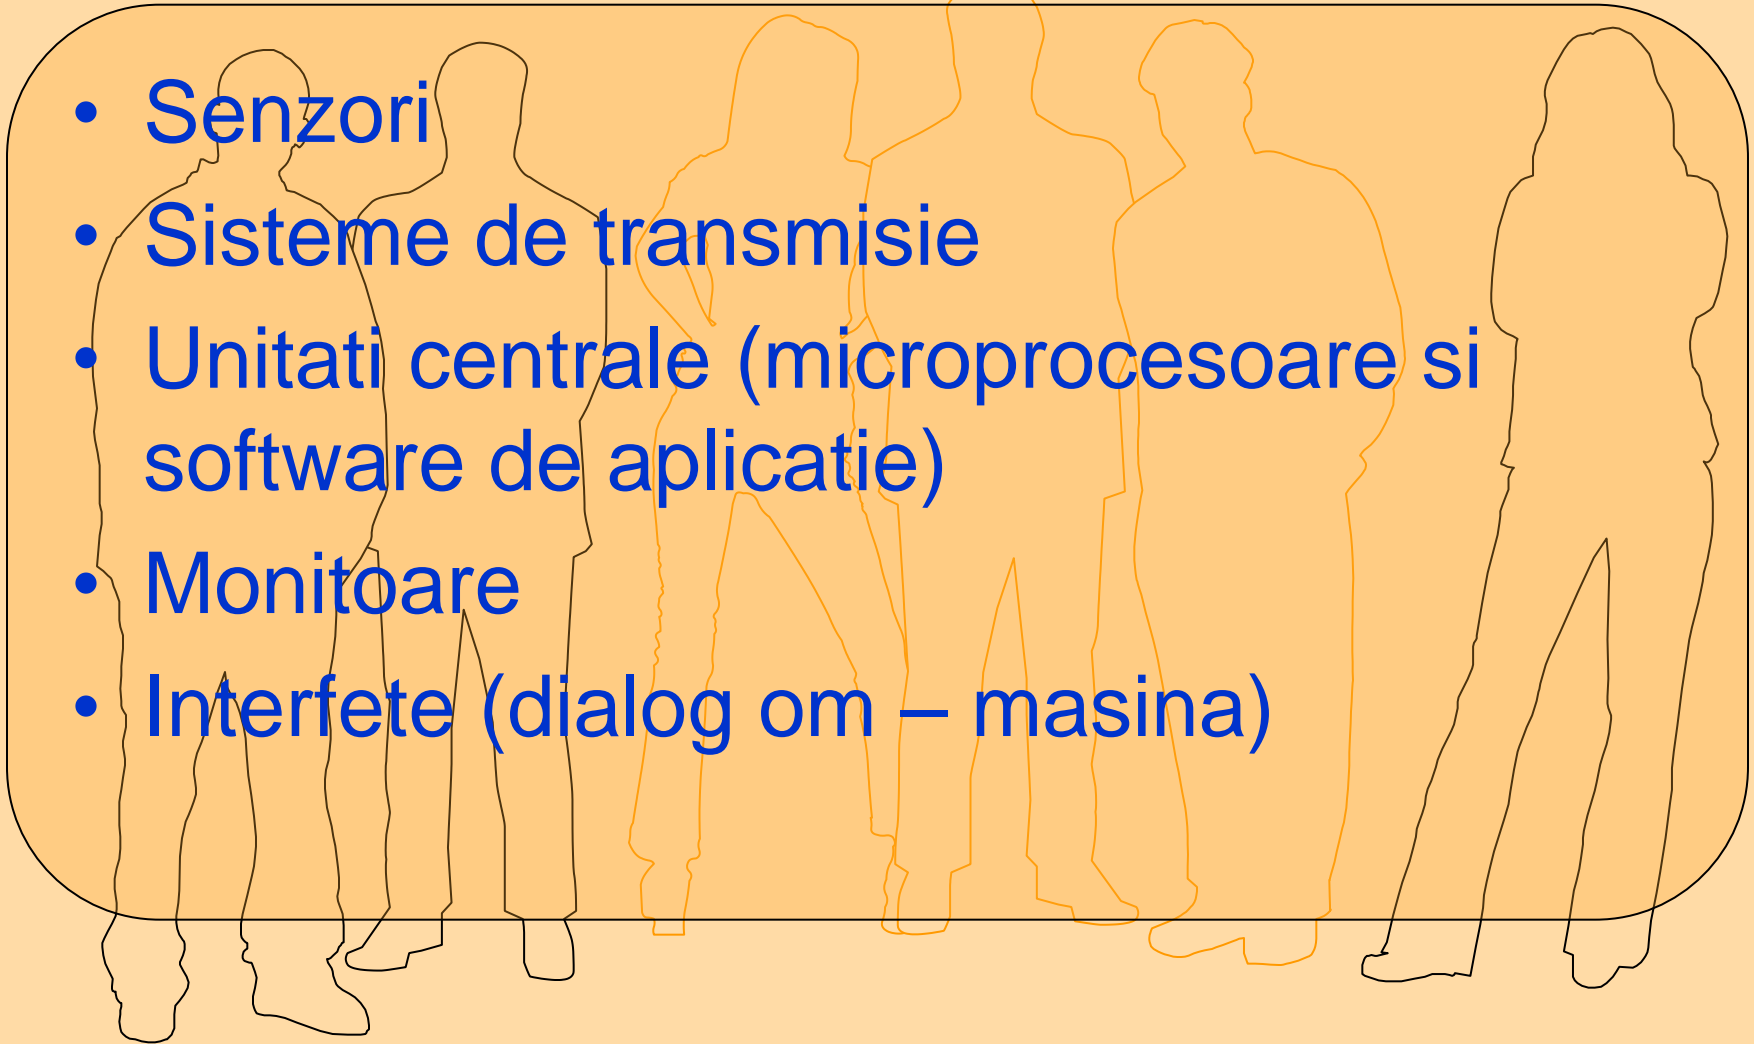 • Senzori
• Sisteme de transmisie
• Unitati centrale (microprocesoare si
software de aplicatie)
• Monitoare
• Interfete (dialog om – masina)